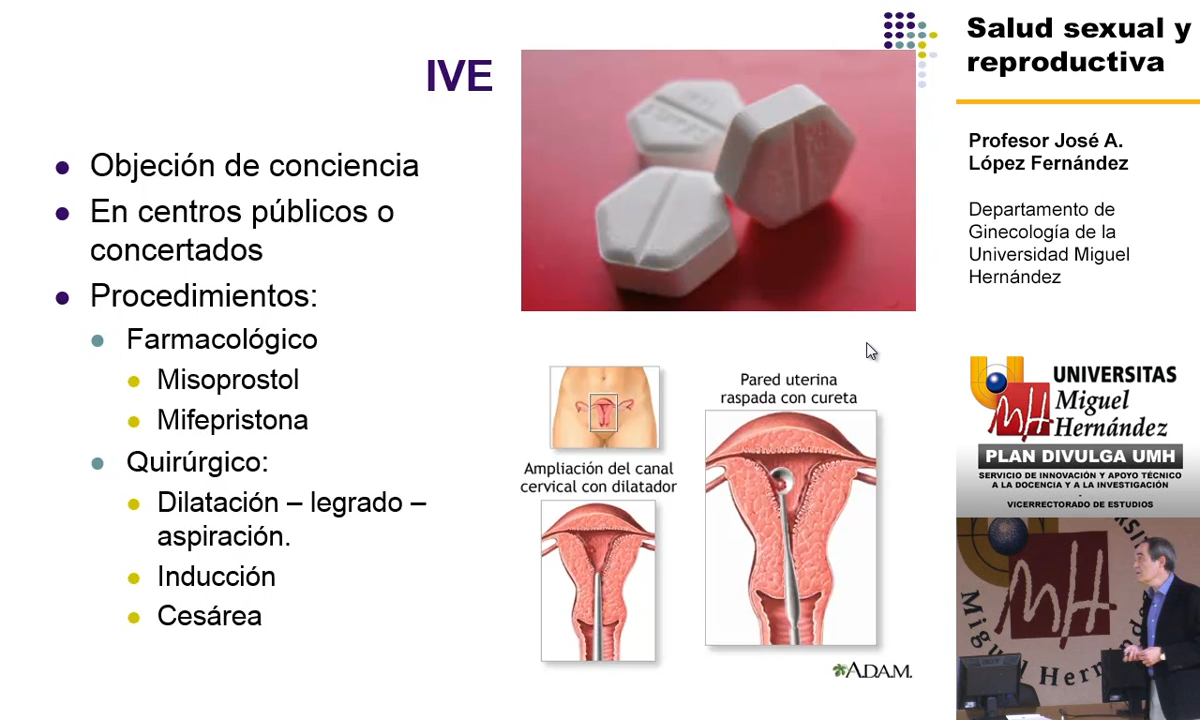 IVE
Objeción de conciencia
En centros públicos o
concertados
Procedimientos:
Farmacológico
Misoprostol
Mifepristona
Quirúrgico:
Dilatación – legrado –
aspiración.
Inducción
Cesárea
Ampliación del canal
cervical con dilatador
Pared uterina
raspada con cureta
A.D.A.M.
Salud sexual y
reproductiva
Profesor José A.
López Fernández
Departamento de
Ginecología de la
Universidad Miguel
Hernández
UNIVERSITAS
Miguel
Hernández
PLAN DIVULGA UMH
SERVICIO DE INNOVACIÓN Y APOYO TÉCNICO
A LA DOCENCIA Y A LA INVESTIGACIÓN
-
VICERRECTORADO DE ESTUDIOS
MH
Miguel Hernánde